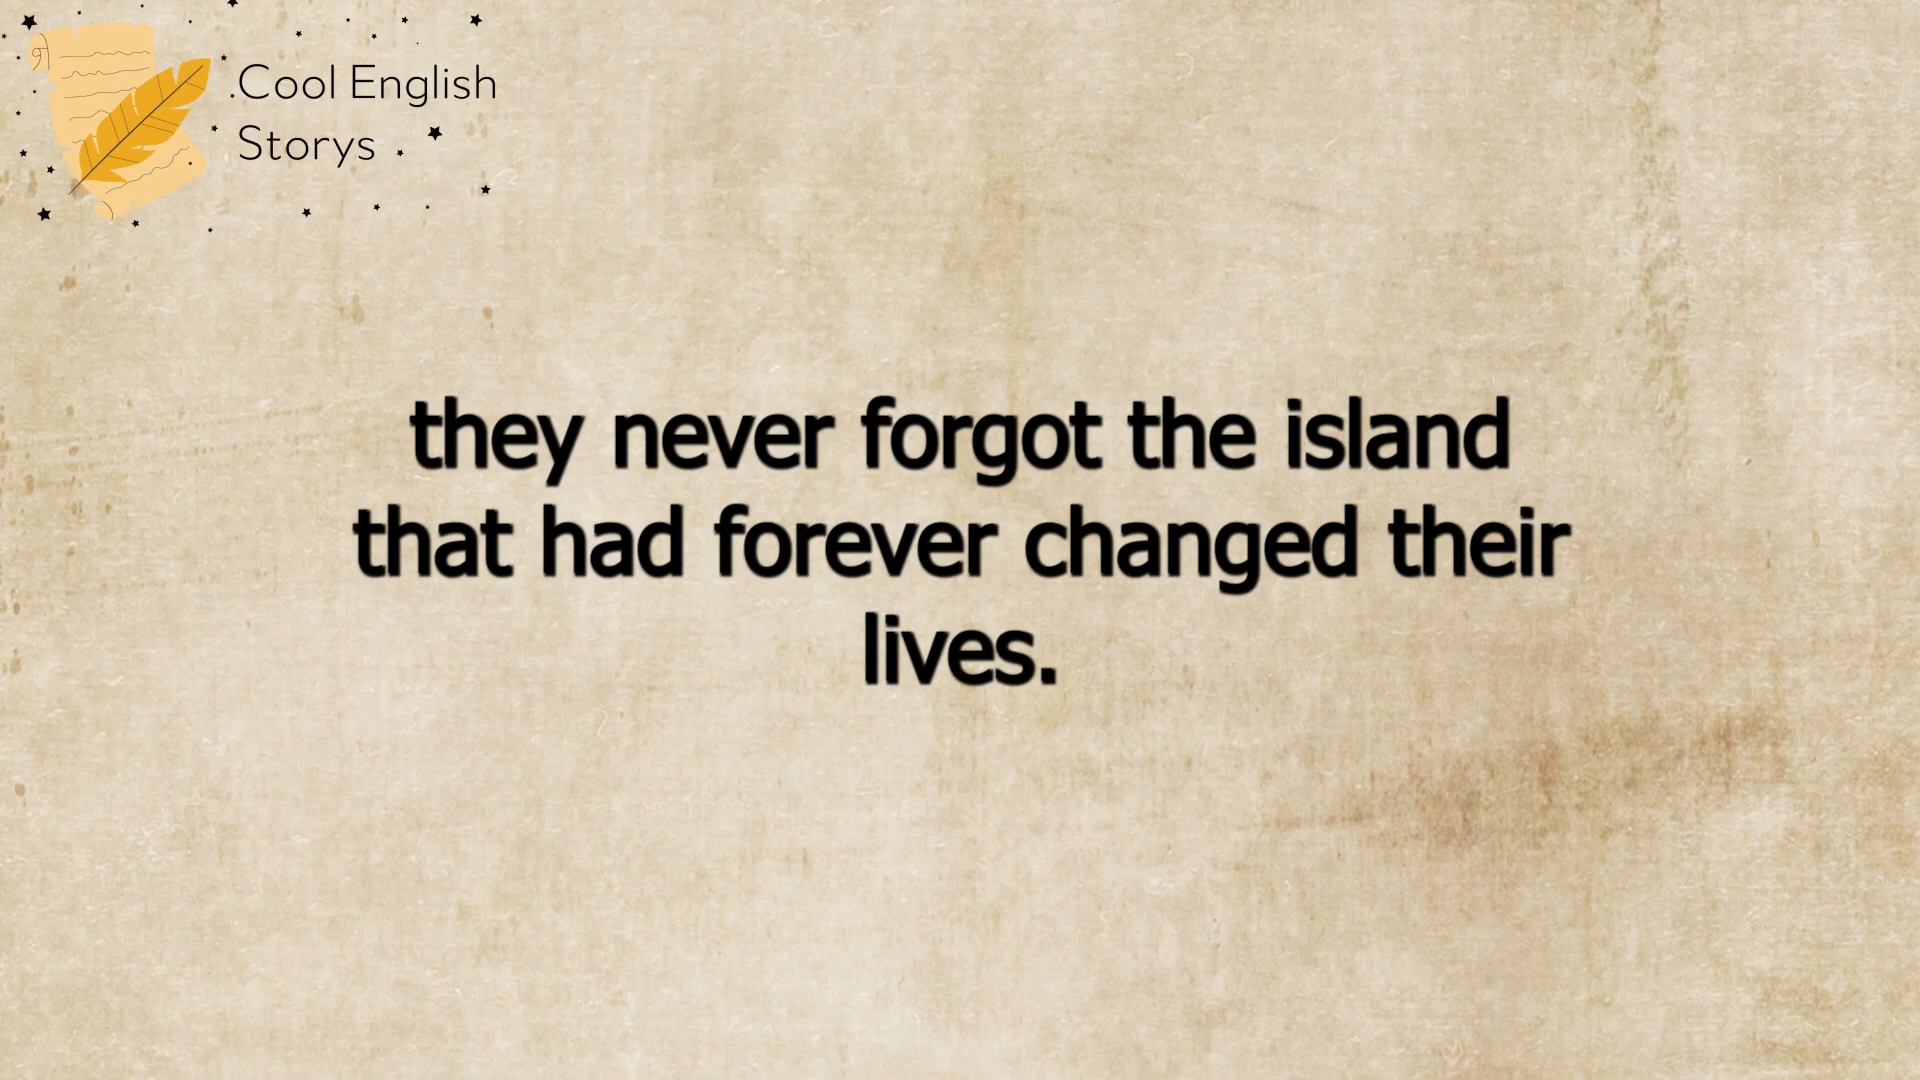 .Cool English
Storys
they never forgot the island
that had forever changed their
lives.